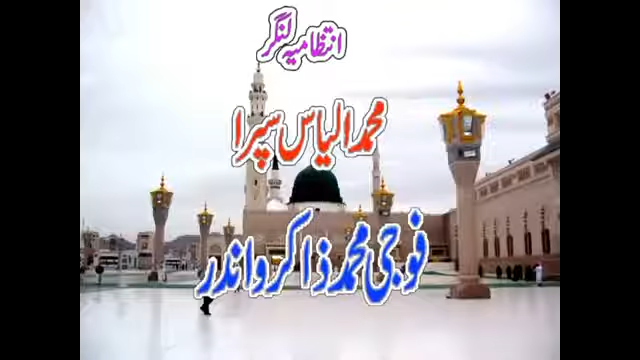 انتظامیہ لنگر
محمد الیاس سپرا
فوجی محمد ذاکر واندر